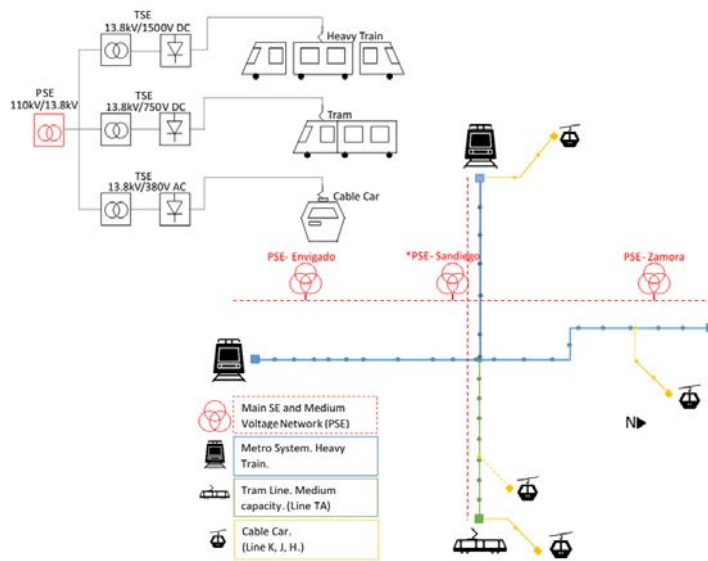 TSE
13.8kV/1500V DC
Heavy Train
PSE
110kV/13.8kV
TSE
13.8kV/750V DC
Tram
TSE
13.8kV/380V AC
Cable Car
PSE- Envigado
*PSE- Sandiego
PSE- Zamora
Main SE and Medium
Voltage Network (PSE)
Metro System. Heavy
Train.
Tram Line. Medium
capacity. (Line TA)
Cable Car.
(Line K, J, H.)
N